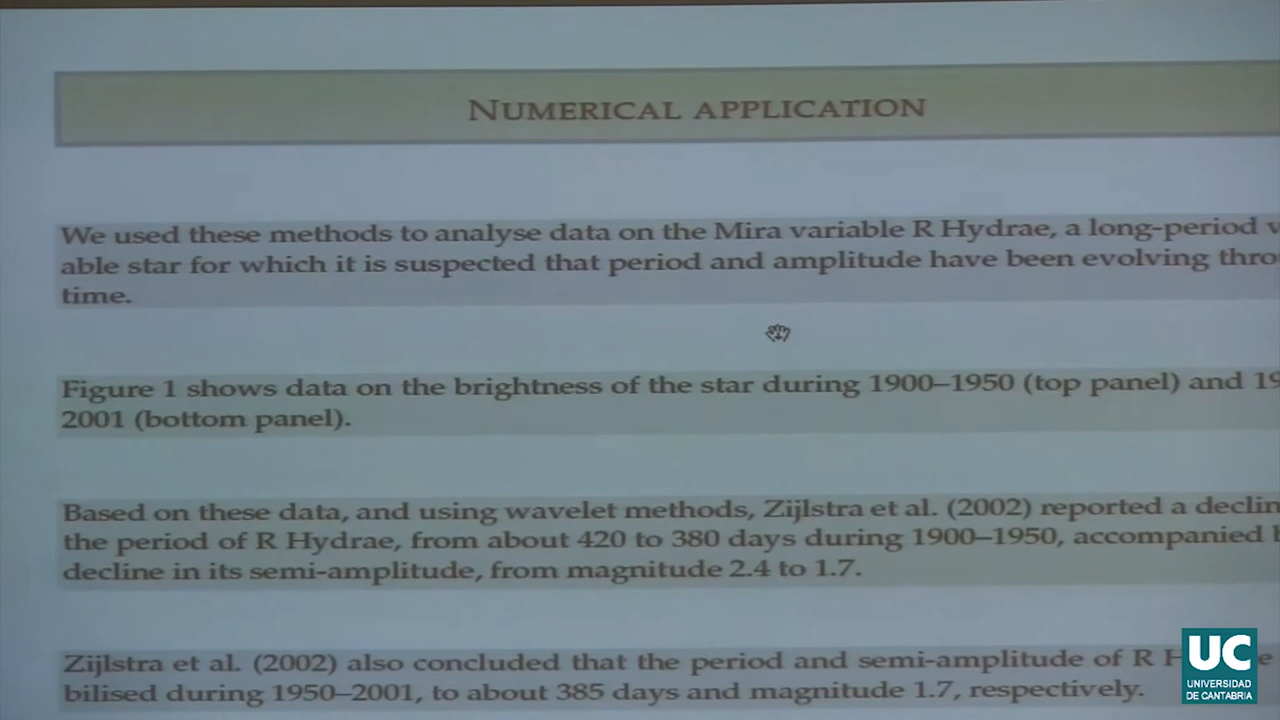 NUMERICAL APPLICATION
We used these methods to analyse data on the Mira variable R Hydrae, a long-period
able star for which it is suspected that period and amplitude have been evolving
time.
Figure 1 shows data on the brightness of the star during 1900–1950 (top panel) and
2001 (bottom panel).
Based on these data, and using wavelet methods, Zijlstra et al. (2002) reported a
the period of R Hydrae, from about 420 to 380 days during 1900–1950, accompanied
decline in its semi-amplitude, from magnitude 2.4 to 1.7.
Zijlstra et al. (2002) also concluded that the period and semi-amplitude of R
bilised during 1950–2001, to about 385 days and magnitude 1.7, respectively.
UC
UNIVERSIDAD
DE CANTABRIA